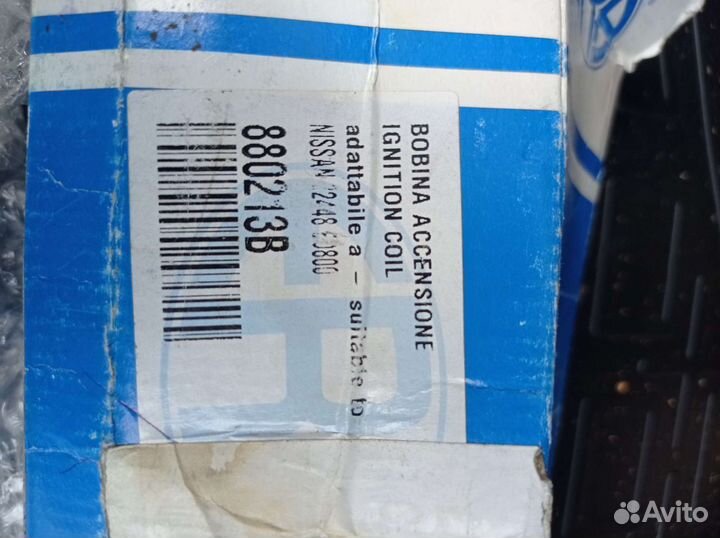 BOBINA ACCENSIONE
IGNITION COIL
adattabile a - suitable to
NISSAN
880213B
Avito